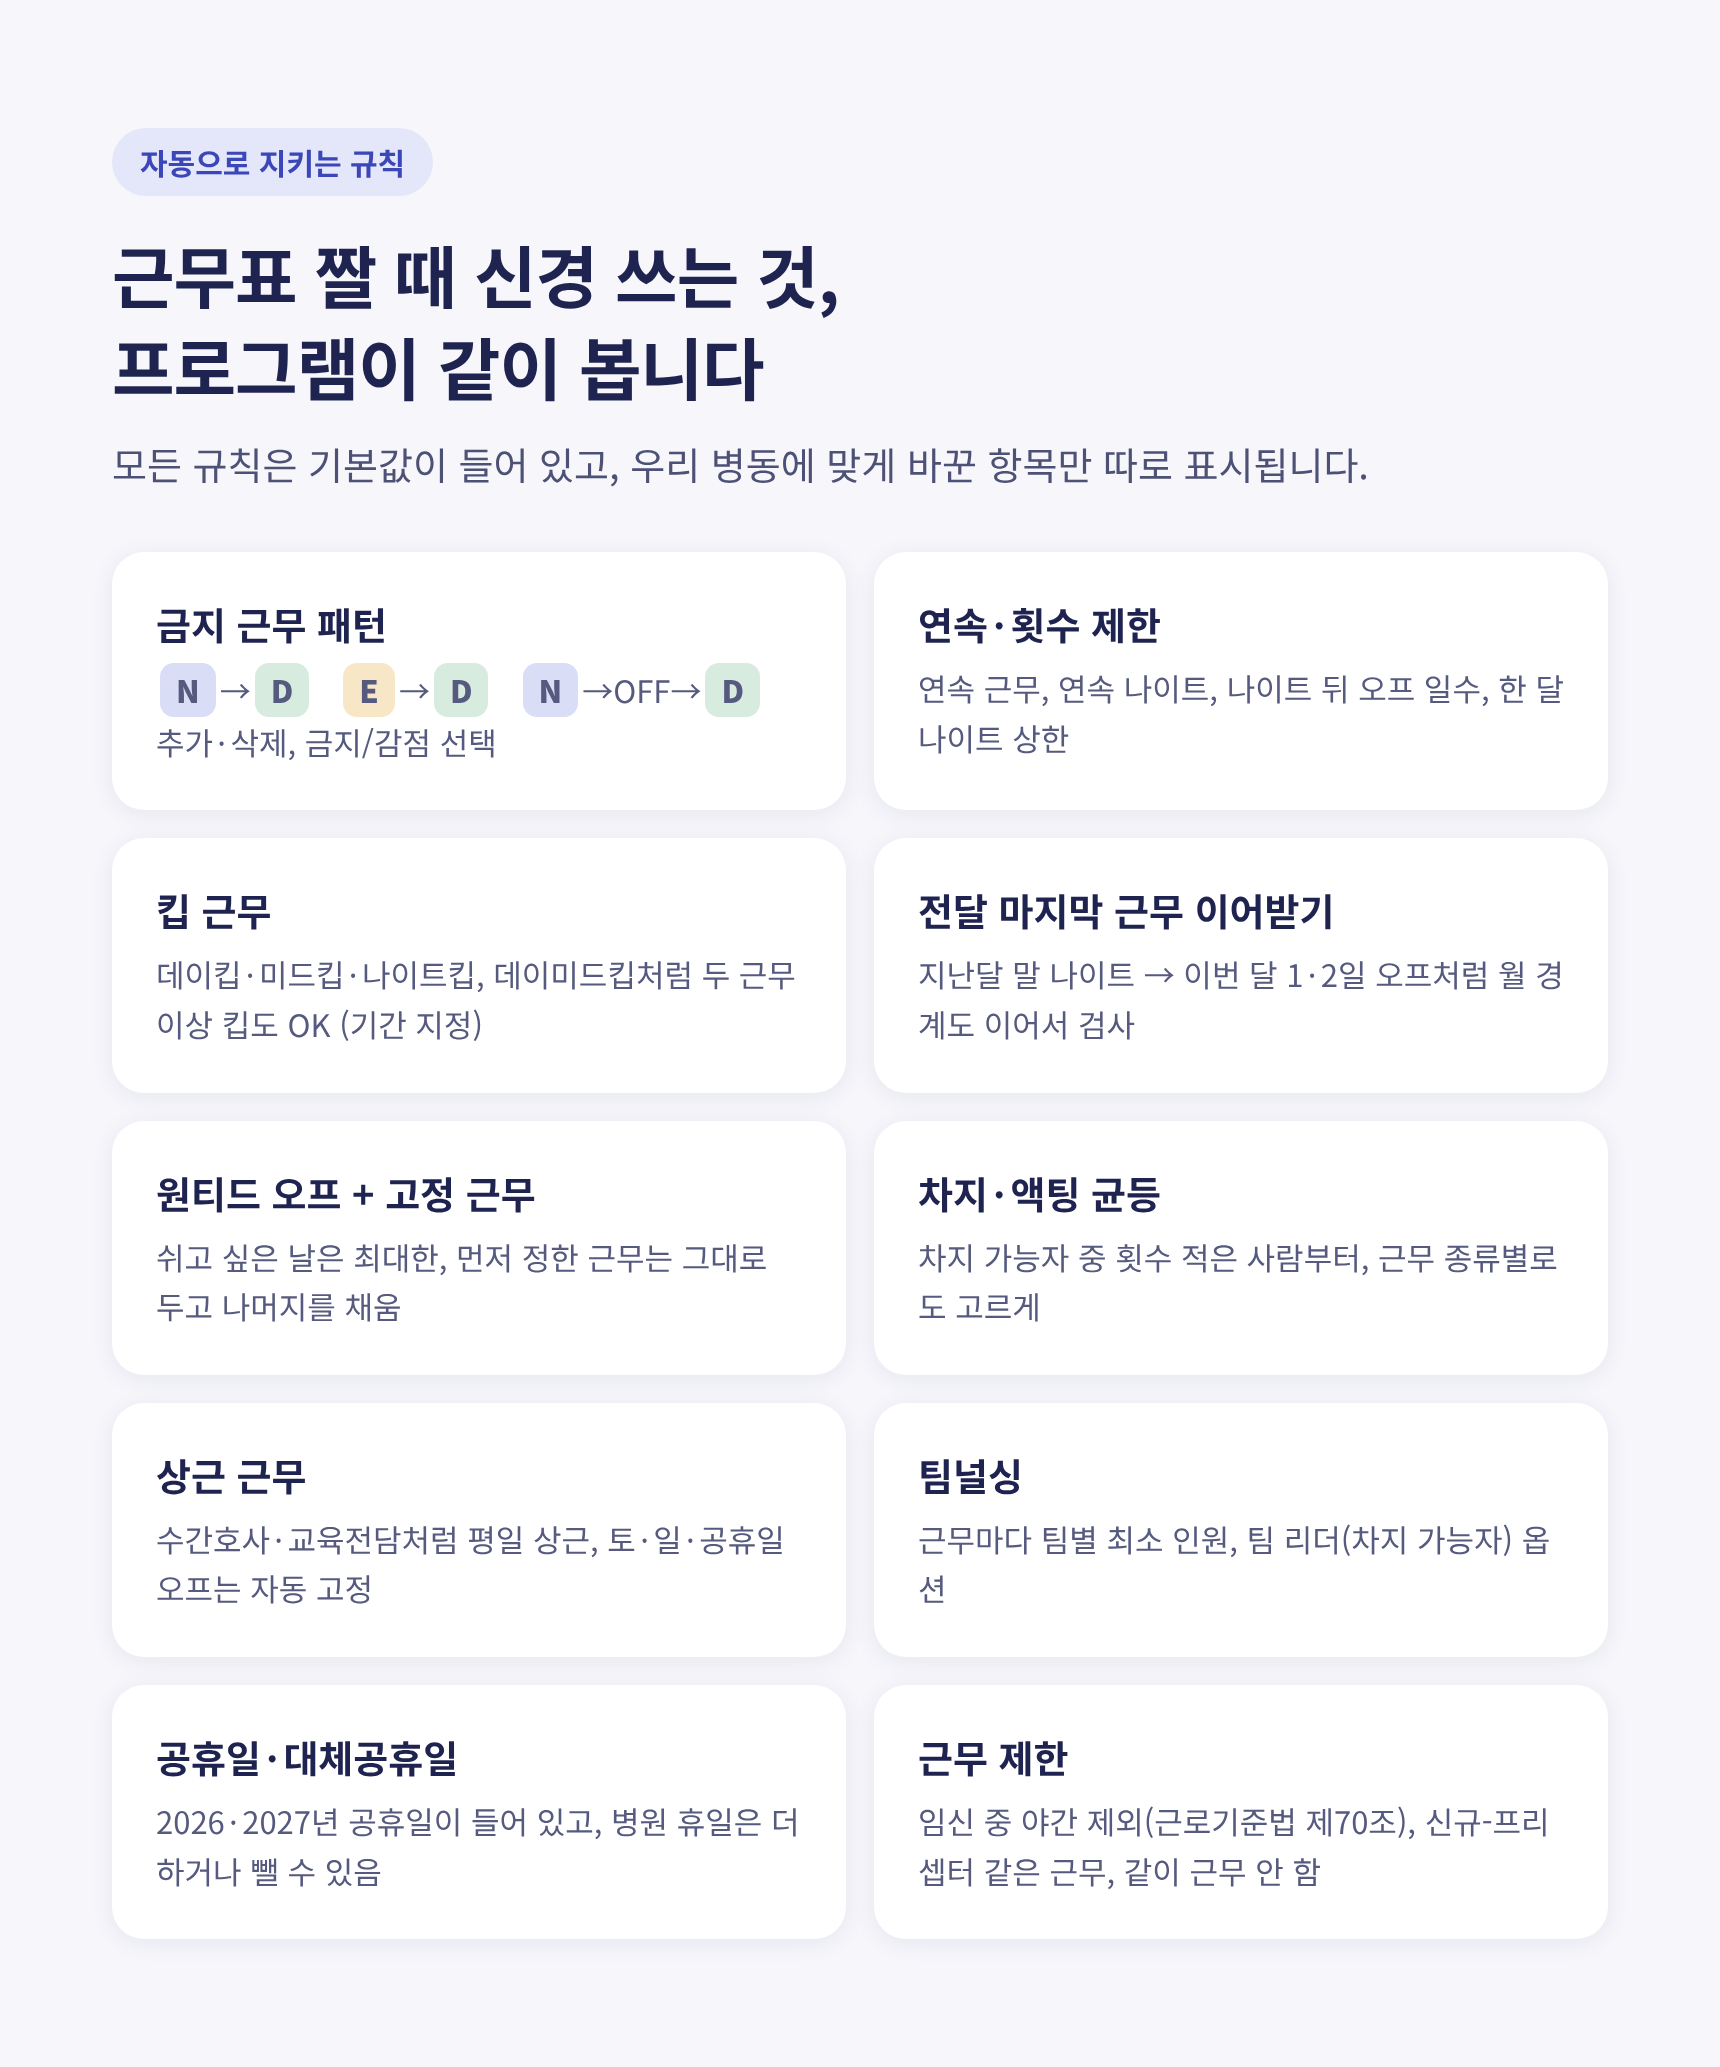 자동으로 지키는 규칙
근무표 짤 때 신경 쓰는 것,
프로그램이 같이 봅니다
모든 규칙은 기본값이 들어 있고, 우리 병동에 맞게 바꾼 항목만 따로 표시됩니다.
금지 근무 패턴
N→D E→D N→OFF→D
추가·삭제, 금지/감점 선택
연속·횟수 제한
연속 근무, 연속 나이트, 나이트 뒤 오프 일수, 한 달
나이트 상한
킵 근무
데이킵·미드킵·나이트킵, 데이미드킵처럼 두 근무
이상 킵도 OK (기간 지정)
전달 마지막 근무 이어받기
지난달 말 나이트 → 이번 달 1·2일 오프처럼 월 경
계도 이어서 검사
원티드 오프 + 고정 근무
쉬고 싶은 날은 최대한, 먼저 정한 근무는 그대로
두고 나머지를 채움
차지·액팅 균등
차지 가능자 중 횟수 적은 사람부터, 근무 종류별로
도 고르게
상근 근무
수간호사·교육전담처럼 평일 상근, 토·일·공휴일
오프는 자동 고정
팀널싱
근무마다 팀별 최소 인원, 팀 리더(차지 가능자) 옵
션
공휴일·대체공휴일
2026·2027년 공휴일이 들어 있고, 병원 휴일은 더
하거나 뺄 수 있음
근무 제한
임신 중 야간 제외(근로기준법 제70조), 신규-프리
셉터 같은 근무, 같이 근무 안 함